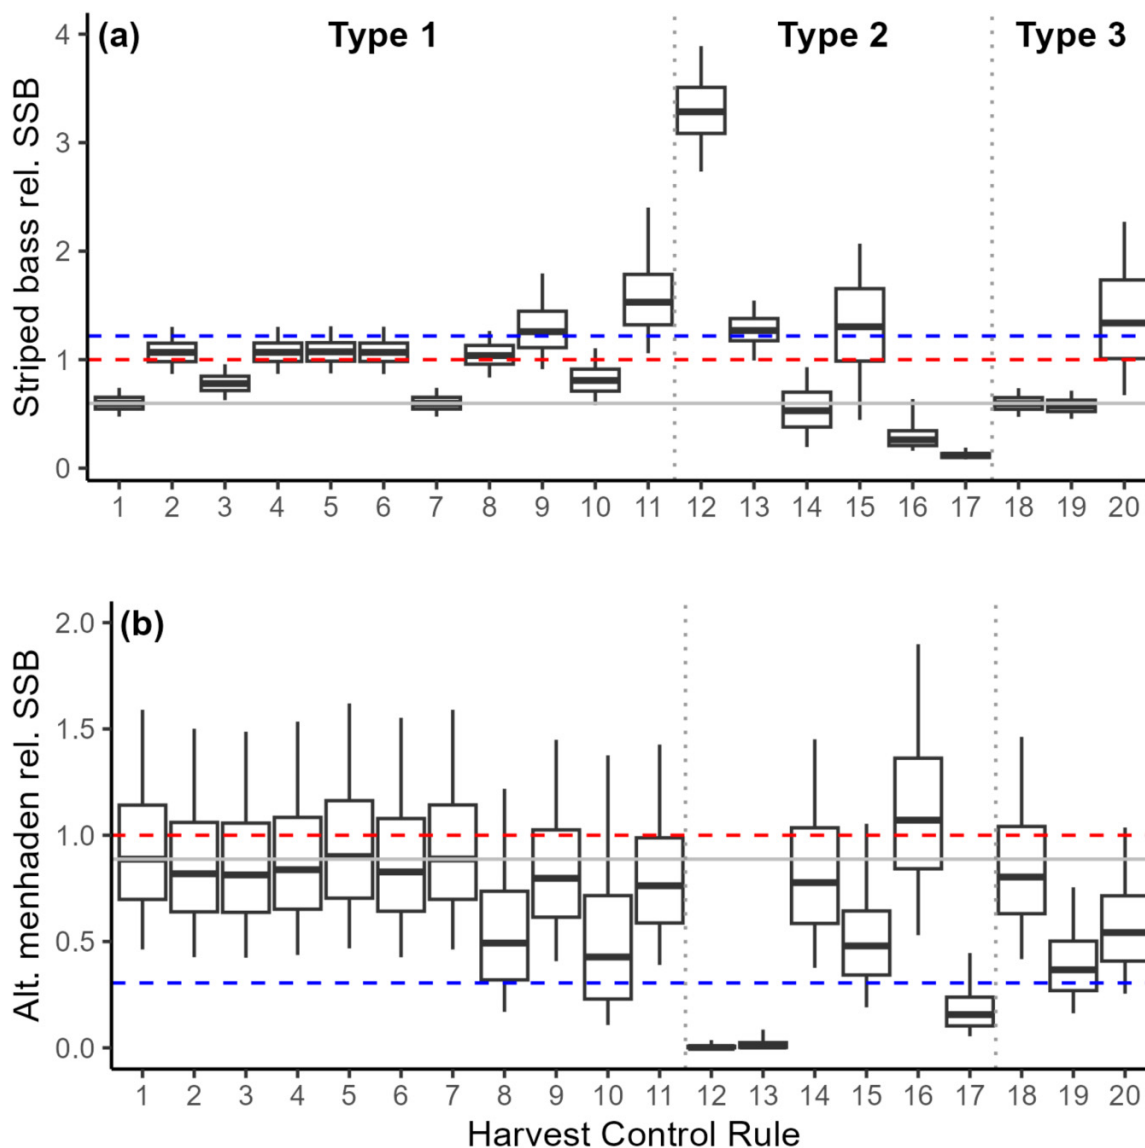 (a) Type 1 Type 2 Type 3
Striped bass rel. SSB
4
3
2
1
0
1 2 3 4 5 6 7 8 9 10 11 12 13 14 15 16 17 18 19 20
(b)
Alt. menhaden rel. SSB
2.0
1.5
1.0
0.5
0.0
1 2 3 4 5 6 7 8 9 10 11 12 13 14 15 16 17 18 19 20
Harvest Control Rule